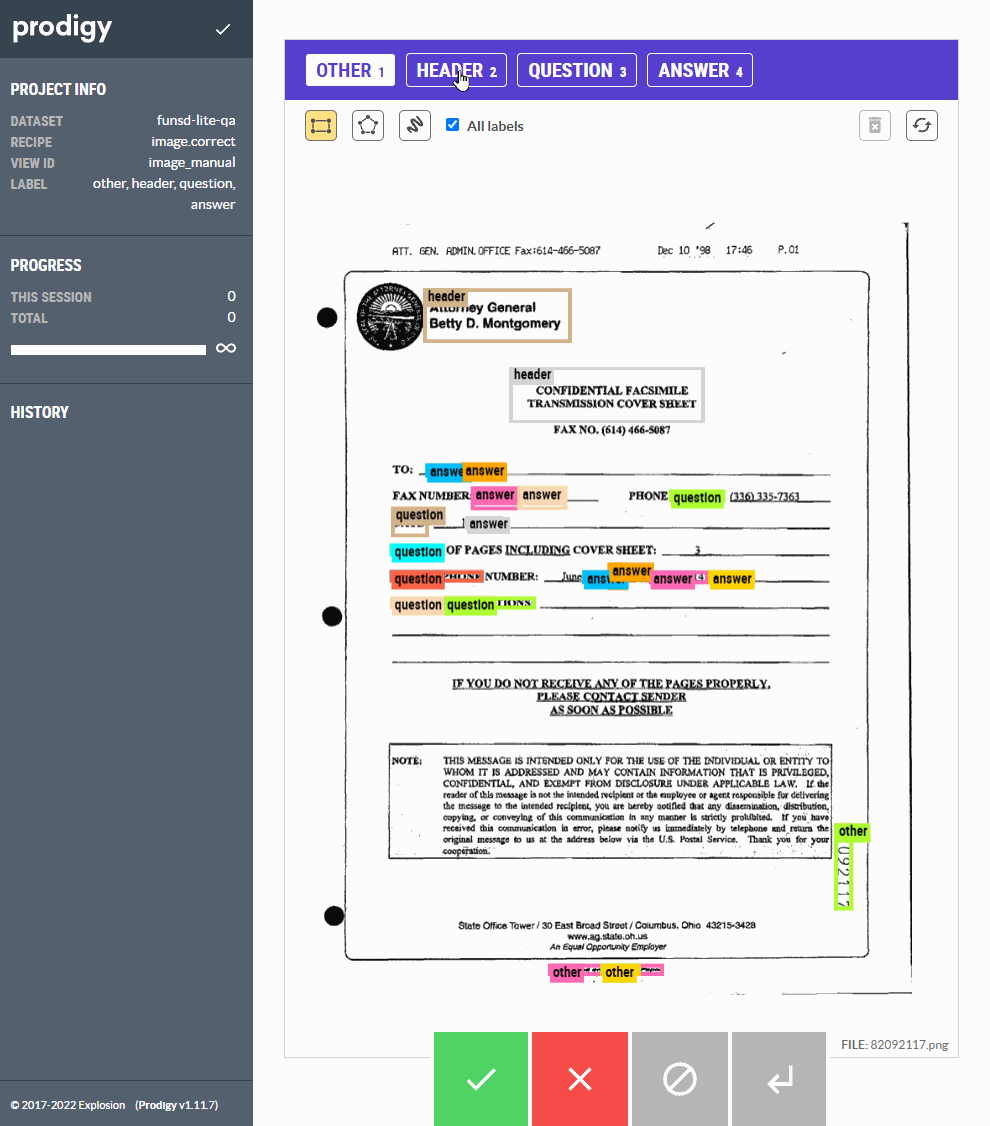 prodigy
PROJECT INFO
DATASET funsd-lite-qa
RECIPE image.correct
VIEW ID image_manual
LABEL other, header, question,
answer
PROGRESS
THIS SESSION 0
TOTAL 0
∞
HISTORY
© 2017-2022 Explosion (Prodigy v1.11.7)
OTHER 1 HEADER 2 QUESTION 3 ANSWER 4
All labels
ATT. GEN. ADMIN.OFFICE Fax:614-466-5087 Dec 10 '98 17:46 P.01
header
Attorney General
Betty D. Montgomery
header
CONFIDENTIAL FACSIMILE
TRANSMISSION COVER SHEET
FAX NO. (614) 466-5087
TO: answer answer
FAX NUMBER answer answer PHONE question (336) 335-7363
question answer
question OF PAGES INCLUDING COVER SHEET: 3
question PHONE NUMBER: June answer answer answer answer
question question
IF YOU DO NOT RECEIVE ANY OF THE PAGES PROPERLY,
PLEASE CONTACT SENDER
AS SOON AS POSSIBLE
NOTE: THIS MESSAGE IS INTENDED ONLY FOR THE USE OF THE INDIVIDUAL OR ENTITY TO
WHOM IT IS ADDRESSED AND MAY CONTAIN INFORMATION THAT IS PRIVILEGED,
CONFIDENTIAL, AND EXEMPT FROM DISCLOSURE UNDER APPLICABLE LAW. If the
reader of this message is not the intended recipient or the employee or agent responsible for delivering
the message to the intended recipient, you are hereby notified that any dissemination, distribution,
copying, or conveying of this communication in any manner is strictly prohibited. If you have
received this communication in error, please notify us immediately by telephone and return the
original message to us at the address below via the U.S. Postal Service. Thank you for your
cooperation.
other
092117
State Office Tower / 30 East Broad Street / Columbus, Ohio 43215-3428
www.ag.state.oh.us
An Equal Opportunity Employer
other other
FILE: 82092117.png